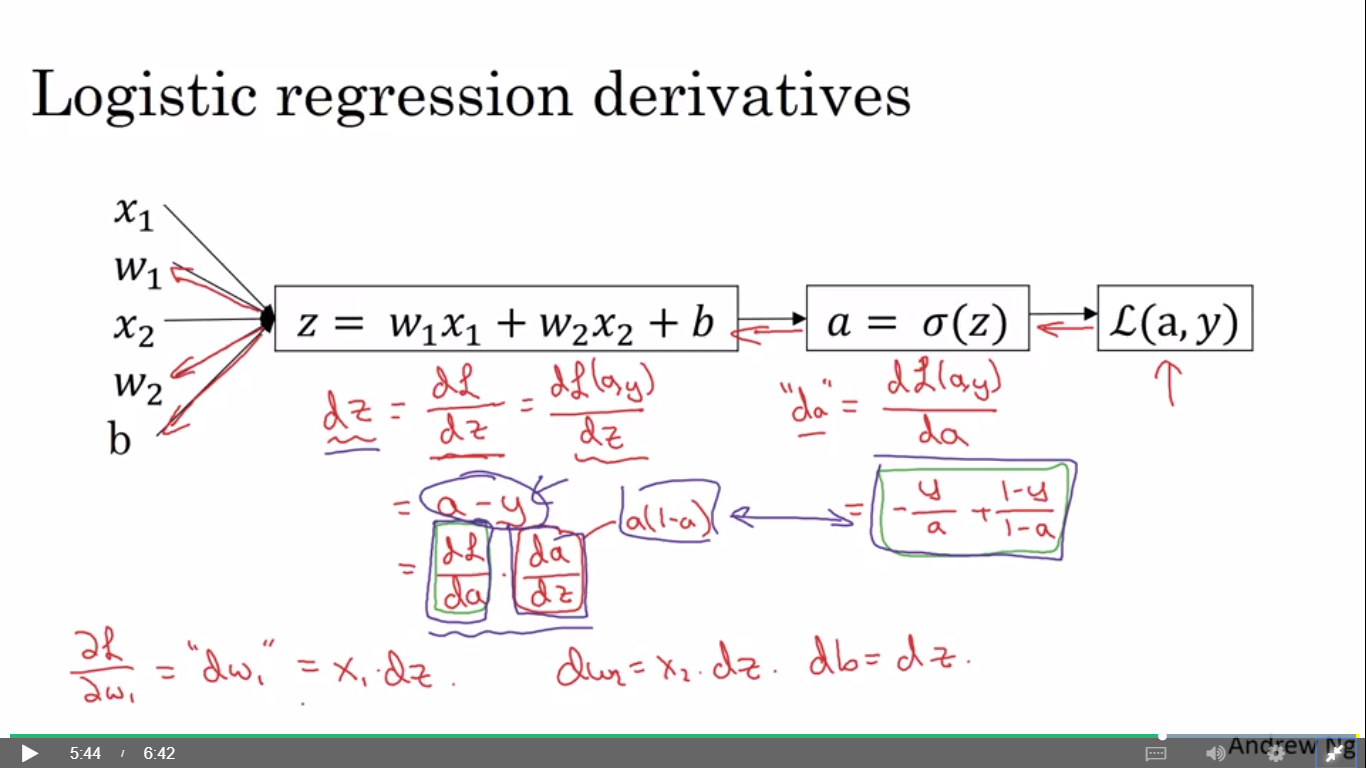 Logistic regression derivatives
x₁
w₁
x₂
w₂
b
z = w₁x₁ + w₂x₂ + b
a = σ(z)
ℒ(a, y)
dz = dℒ/dz = dℒ(a,y)/dz
"da" = dℒ(a,y)/da
= a - y
a(1-a)
= - y/a + 1-y/1-a
= dℒ/da · da/dz
∂ℒ/∂w₁ = "dw₁" = x₁·dz. dw₂ = x₂·dz. db = dz.
5:44 / 6:42
Andrew Ng